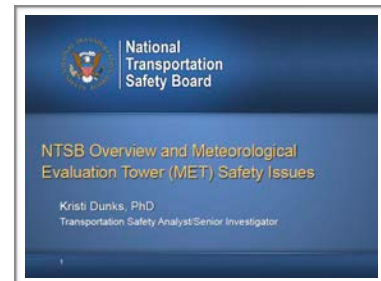 National
Transportation
Safety Board
NTSB Overview and Meteorological
Evaluation Tower (MET) Safety Issues
Kristi Dunks, PhD
Transportation Safety Analyst/Senior Investigator
1